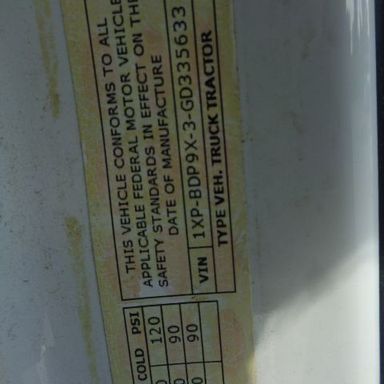 THIS VEHICLE CONFORMS TO ALL
APPLICABLE FEDERAL MOTOR VEHICLE
SAFETY STANDARDS IN EFFECT ON THE
DATE OF MANUFACTURE
VIN 1XP-BDP9X-3-GD335633
TYPE VEH. TRUCK TRACTOR
COLD PSI
120
90
90